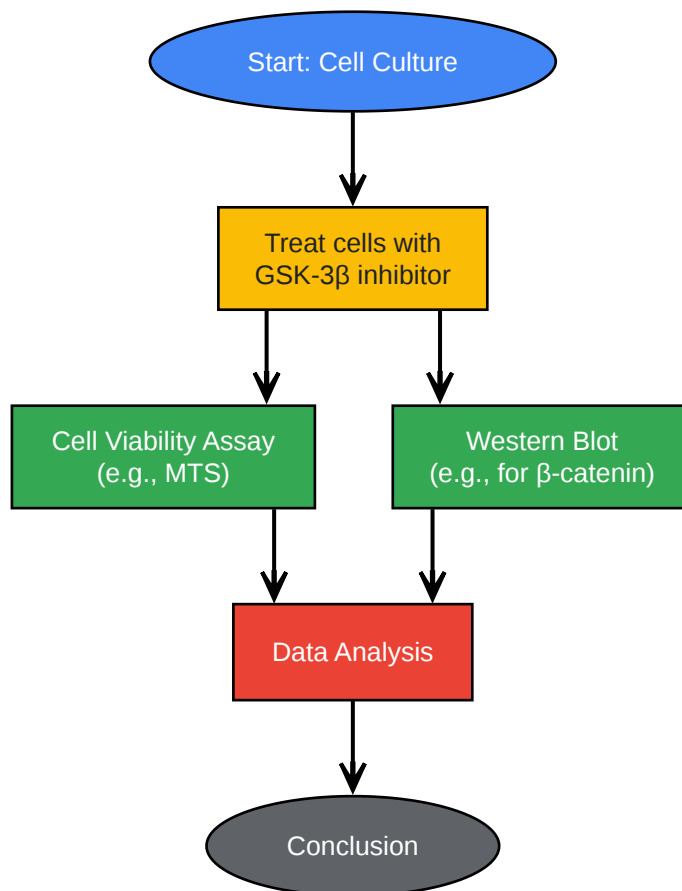 Start: Cell Culture
Treat cells with
GSK-3β inhibitor
Cell Viability Assay
(e.g., MTS)
Western Blot
(e.g., for β-catenin)
Data Analysis
Conclusion